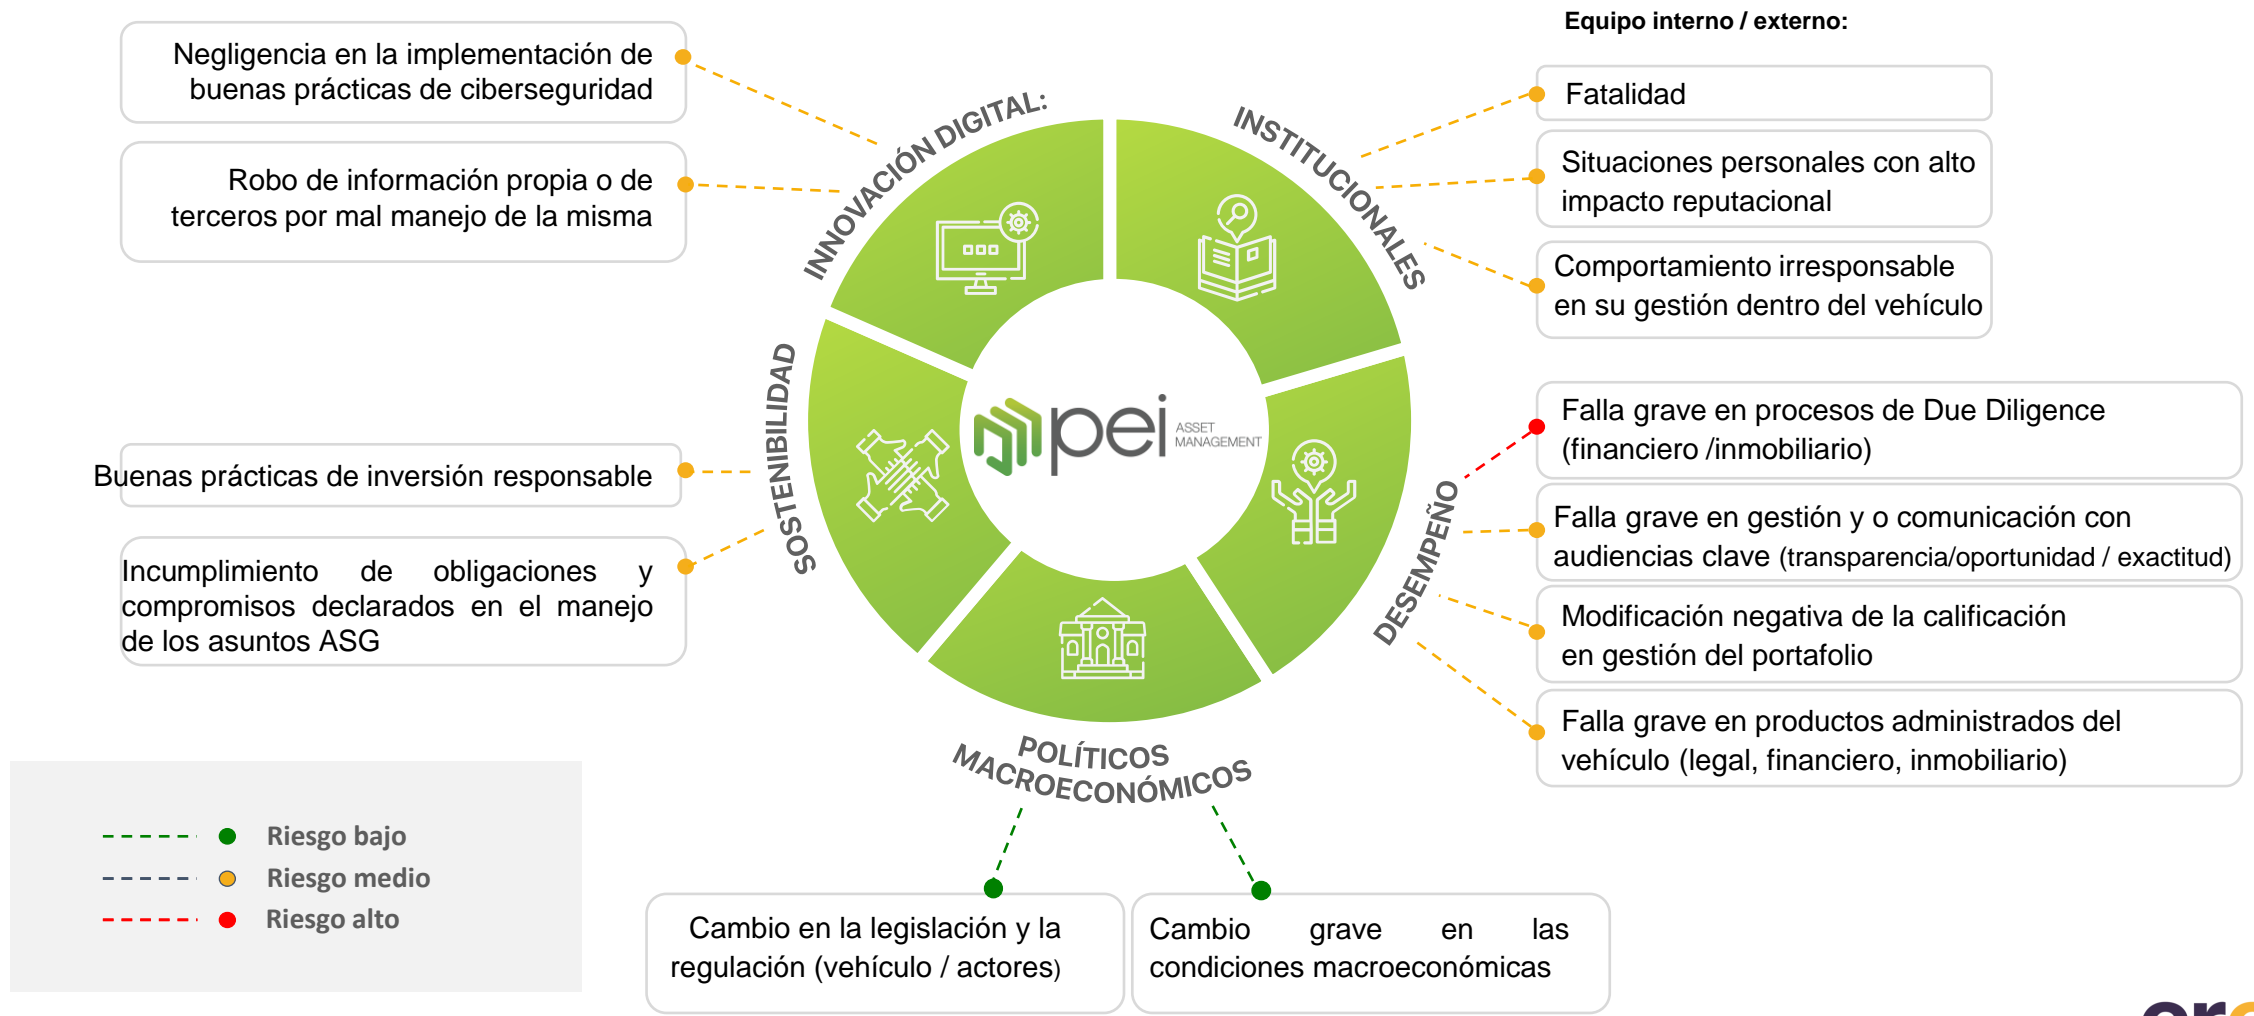 Equipo interno / externo:
Negligencia en la implementación de
buenas prácticas de ciberseguridad
Robo de información propia o de
terceros por mal manejo de la misma
INNOVACIÓN DIGITAL:
INSTITUCIONALES
Fatalidad
Situaciones personales con alto
impacto reputacional
Comportamiento irresponsable
en su gestión dentro del vehículo
SOSTENIBILIDAD
Buenas prácticas de inversión responsable
Incumplimiento de obligaciones y
compromisos declarados en el manejo
de los asuntos ASG
pei
ASSET
MANAGEMENT
DESEMPEÑO
Falla grave en procesos de Due Diligence
(financiero /inmobiliario)
Falla grave en gestión y o comunicación con
audiencias clave (transparencia/oportunidad / exactitud)
Modificación negativa de la calificación
en gestión del portafolio
Falla grave en productos administrados del
vehículo (legal, financiero, inmobiliario)
POLÍTICOS
MACROECONÓMICOS
Cambio en la legislación y la
regulación (vehículo / actores)
Cambio grave en las
condiciones macroeconómicas
Riesgo bajo
Riesgo medio
Riesgo alto